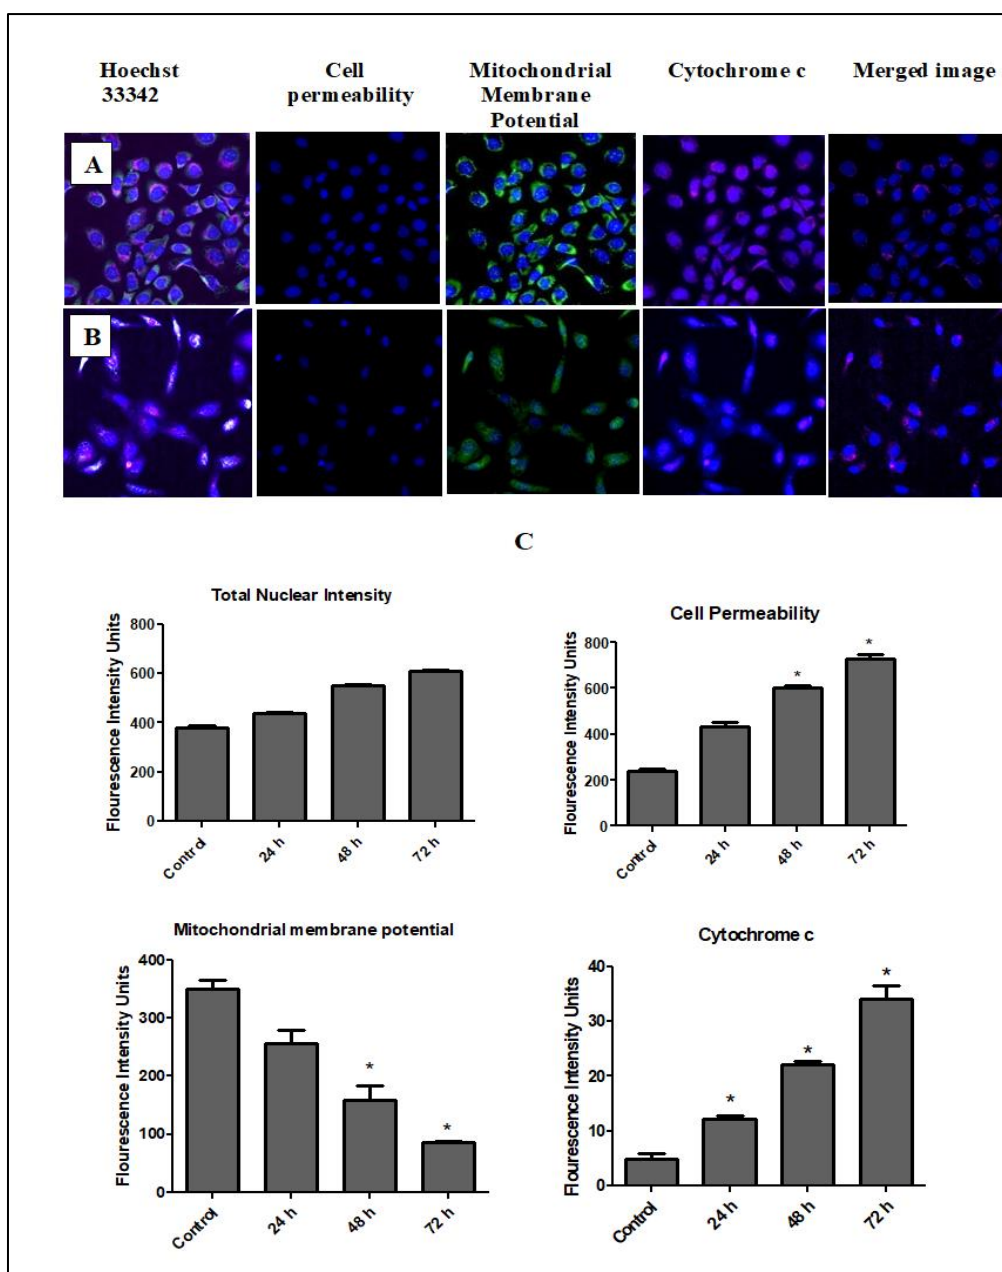 Hoechst
33342
Cell
permeability
Mitochondrial
Membrane
Potential
Cytochrome c
Merged image
A
B
C
Total Nuclear Intensity
Flourescence Intensity Units
800
600
400
200
0
Control
24 h
48 h
72 h
Cell Permeability
Flourescence Intensity Units
800
600
400
200
0
*
*
Control
24 h
48 h
72 h
Mitochondrial membrane potential
Flourescence Intensity Units
400
300
200
100
0
*
*
Control
24 h
48 h
72 h
Cytochrome c
Flourescence Intensity Units
40
30
20
10
0
*
*
*
Control
24 h
48 h
72 h